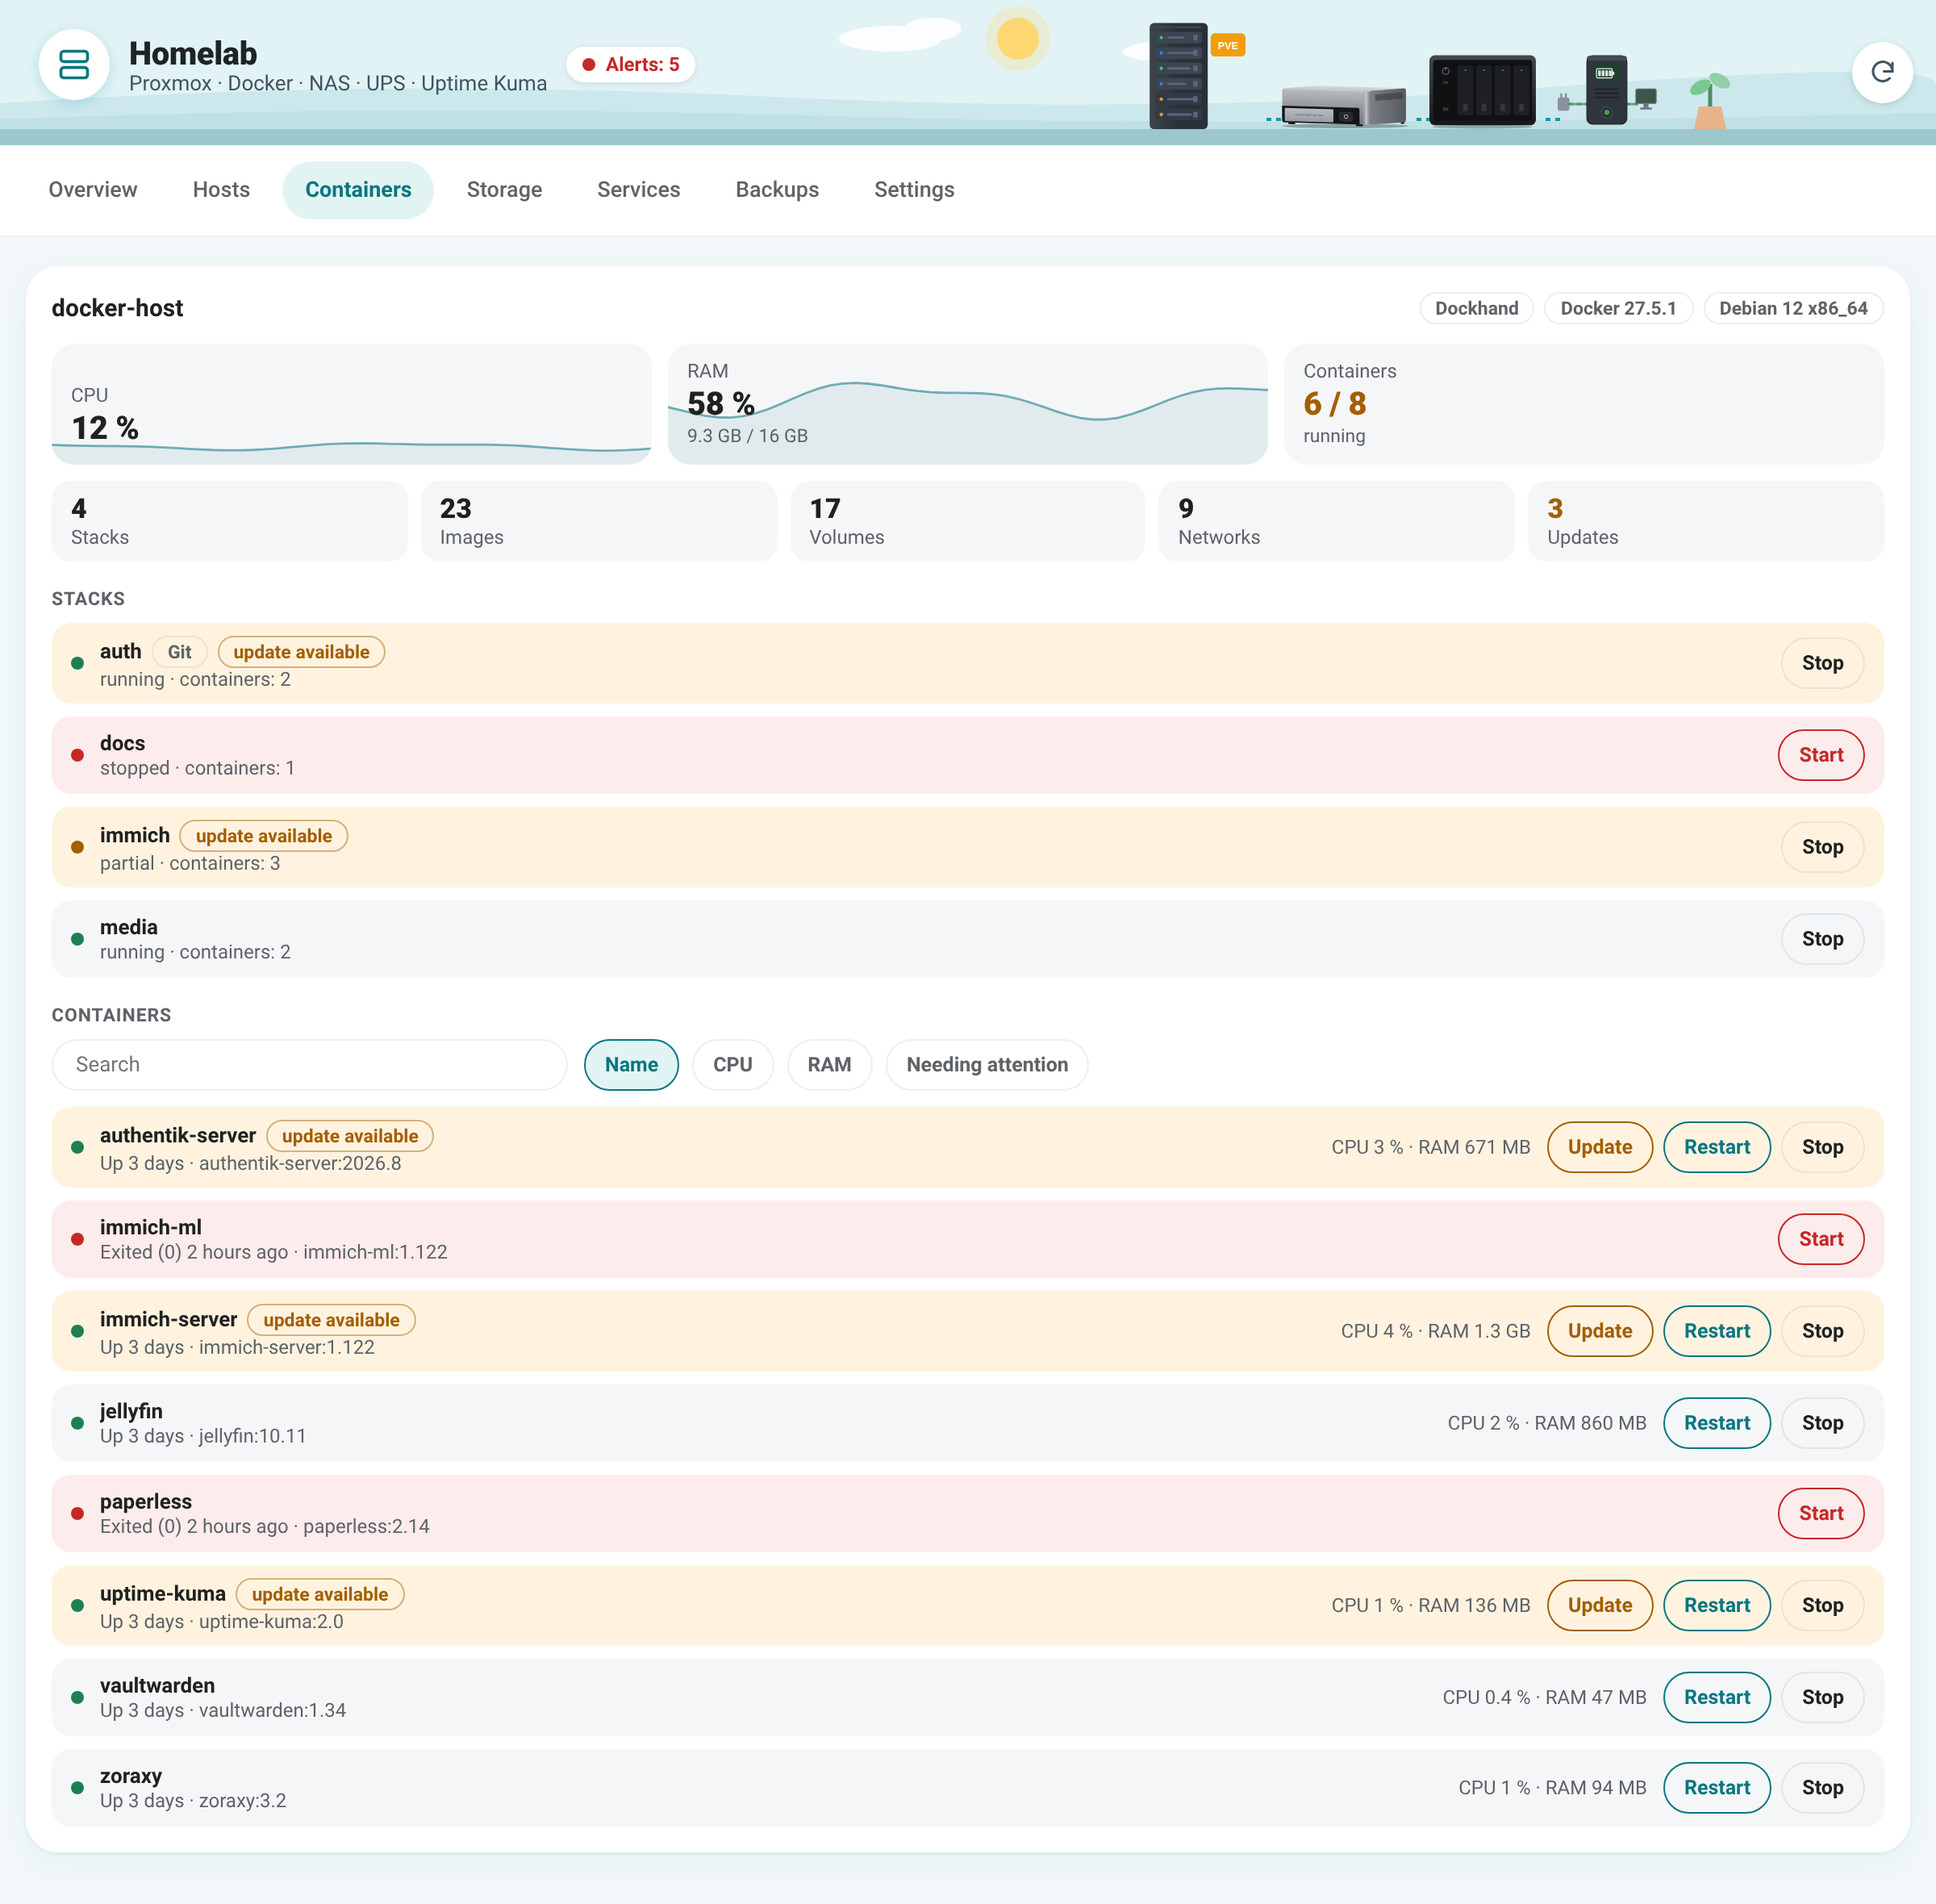 Homelab
Proxmox · Docker · NAS · UPS · Uptime Kuma
Alerts: 5
PVE
Overview
Hosts
Containers
Storage
Services
Backups
Settings
docker-host
Dockhand
Docker 27.5.1
Debian 12 x86_64
CPU
12 %
RAM
58 %
9.3 GB / 16 GB
Containers
6 / 8
running
4
Stacks
23
Images
17
Volumes
9
Networks
3
Updates
STACKS
auth Git update available
running · containers: 2
Stop
docs
stopped · containers: 1
Start
immich update available
partial · containers: 3
Stop
media
running · containers: 2
Stop
CONTAINERS
Search
Name
CPU
RAM
Needing attention
authentik-server update available
Up 3 days · authentik-server:2026.8
CPU 3 % · RAM 671 MB
Update
Restart
Stop
immich-ml
Exited (0) 2 hours ago · immich-ml:1.122
Start
immich-server update available
Up 3 days · immich-server:1.122
CPU 4 % · RAM 1.3 GB
Update
Restart
Stop
jellyfin
Up 3 days · jellyfin:10.11
CPU 2 % · RAM 860 MB
Restart
Stop
paperless
Exited (0) 2 hours ago · paperless:2.14
Start
uptime-kuma update available
Up 3 days · uptime-kuma:2.0
CPU 1 % · RAM 136 MB
Update
Restart
Stop
vaultwarden
Up 3 days · vaultwarden:1.34
CPU 0.4 % · RAM 47 MB
Restart
Stop
zoraxy
Up 3 days · zoraxy:3.2
CPU 1 % · RAM 94 MB
Restart
Stop